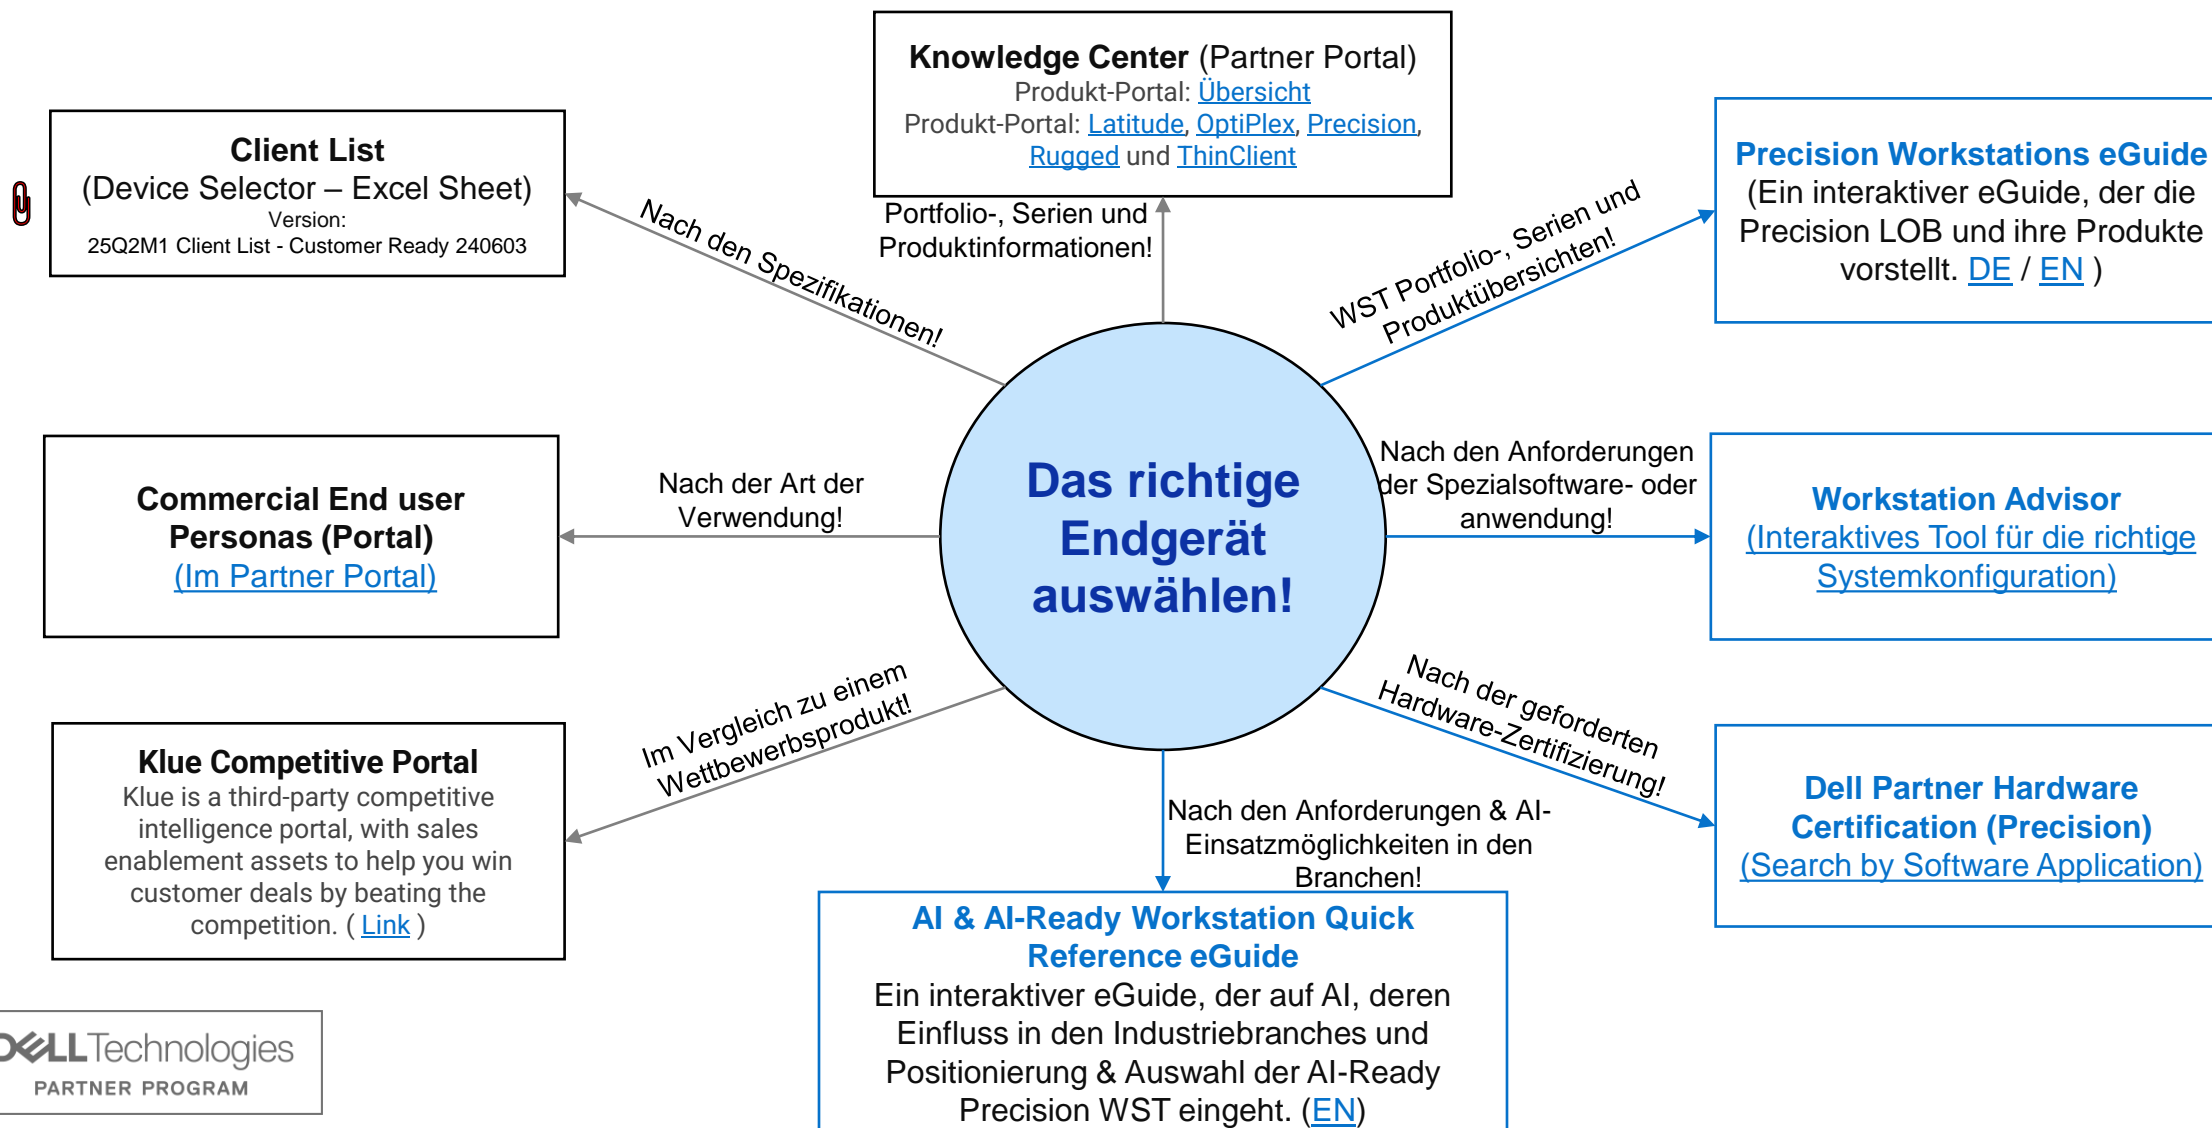 Knowledge Center (Partner Portal)
Produkt-Portal: Übersicht
Produkt-Portal: Latitude, OptiPlex, Precision,
Rugged und ThinClient
Client List
(Device Selector – Excel Sheet)
Version:
25Q2M1 Client List - Customer Ready 240603
Precision Workstations eGuide
(Ein interaktiver eGuide, der die
Precision LOB und ihre Produkte
vorstellt. DE / EN )
Nach den Spezifikationen!
Portfolio-, Serien und
Produktinformationen!
WST Portfolio-, Serien und
Produktübersichten!
Commercial End user
Personas (Portal)
(Im Partner Portal)
Nach der Art der
Verwendung!
Das richtige
Endgerät
auswählen!
Nach den Anforderungen
der Spezialsoftware- oder
anwendung!
Workstation Advisor
(Interaktives Tool für die richtige
Systemkonfiguration)
Klue Competitive Portal
Klue is a third-party competitive
intelligence portal, with sales
enablement assets to help you win
customer deals by beating the
competition. ( Link )
Im Vergleich zu einem
Wettbewerbsprodukt!
Nach der geforderten
Hardware-Zertifizierung!
Dell Partner Hardware
Certification (Precision)
(Search by Software Application)
Nach den Anforderungen & AI-
Einsatzmöglichkeiten in den
Branchen!
AI & AI-Ready Workstation Quick
Reference eGuide
Ein interaktiver eGuide, der auf AI, deren
Einfluss in den Industriebranches und
Positionierung & Auswahl der AI-Ready
Precision WST eingeht. (EN)
DELLTechnologies
PARTNER PROGRAM